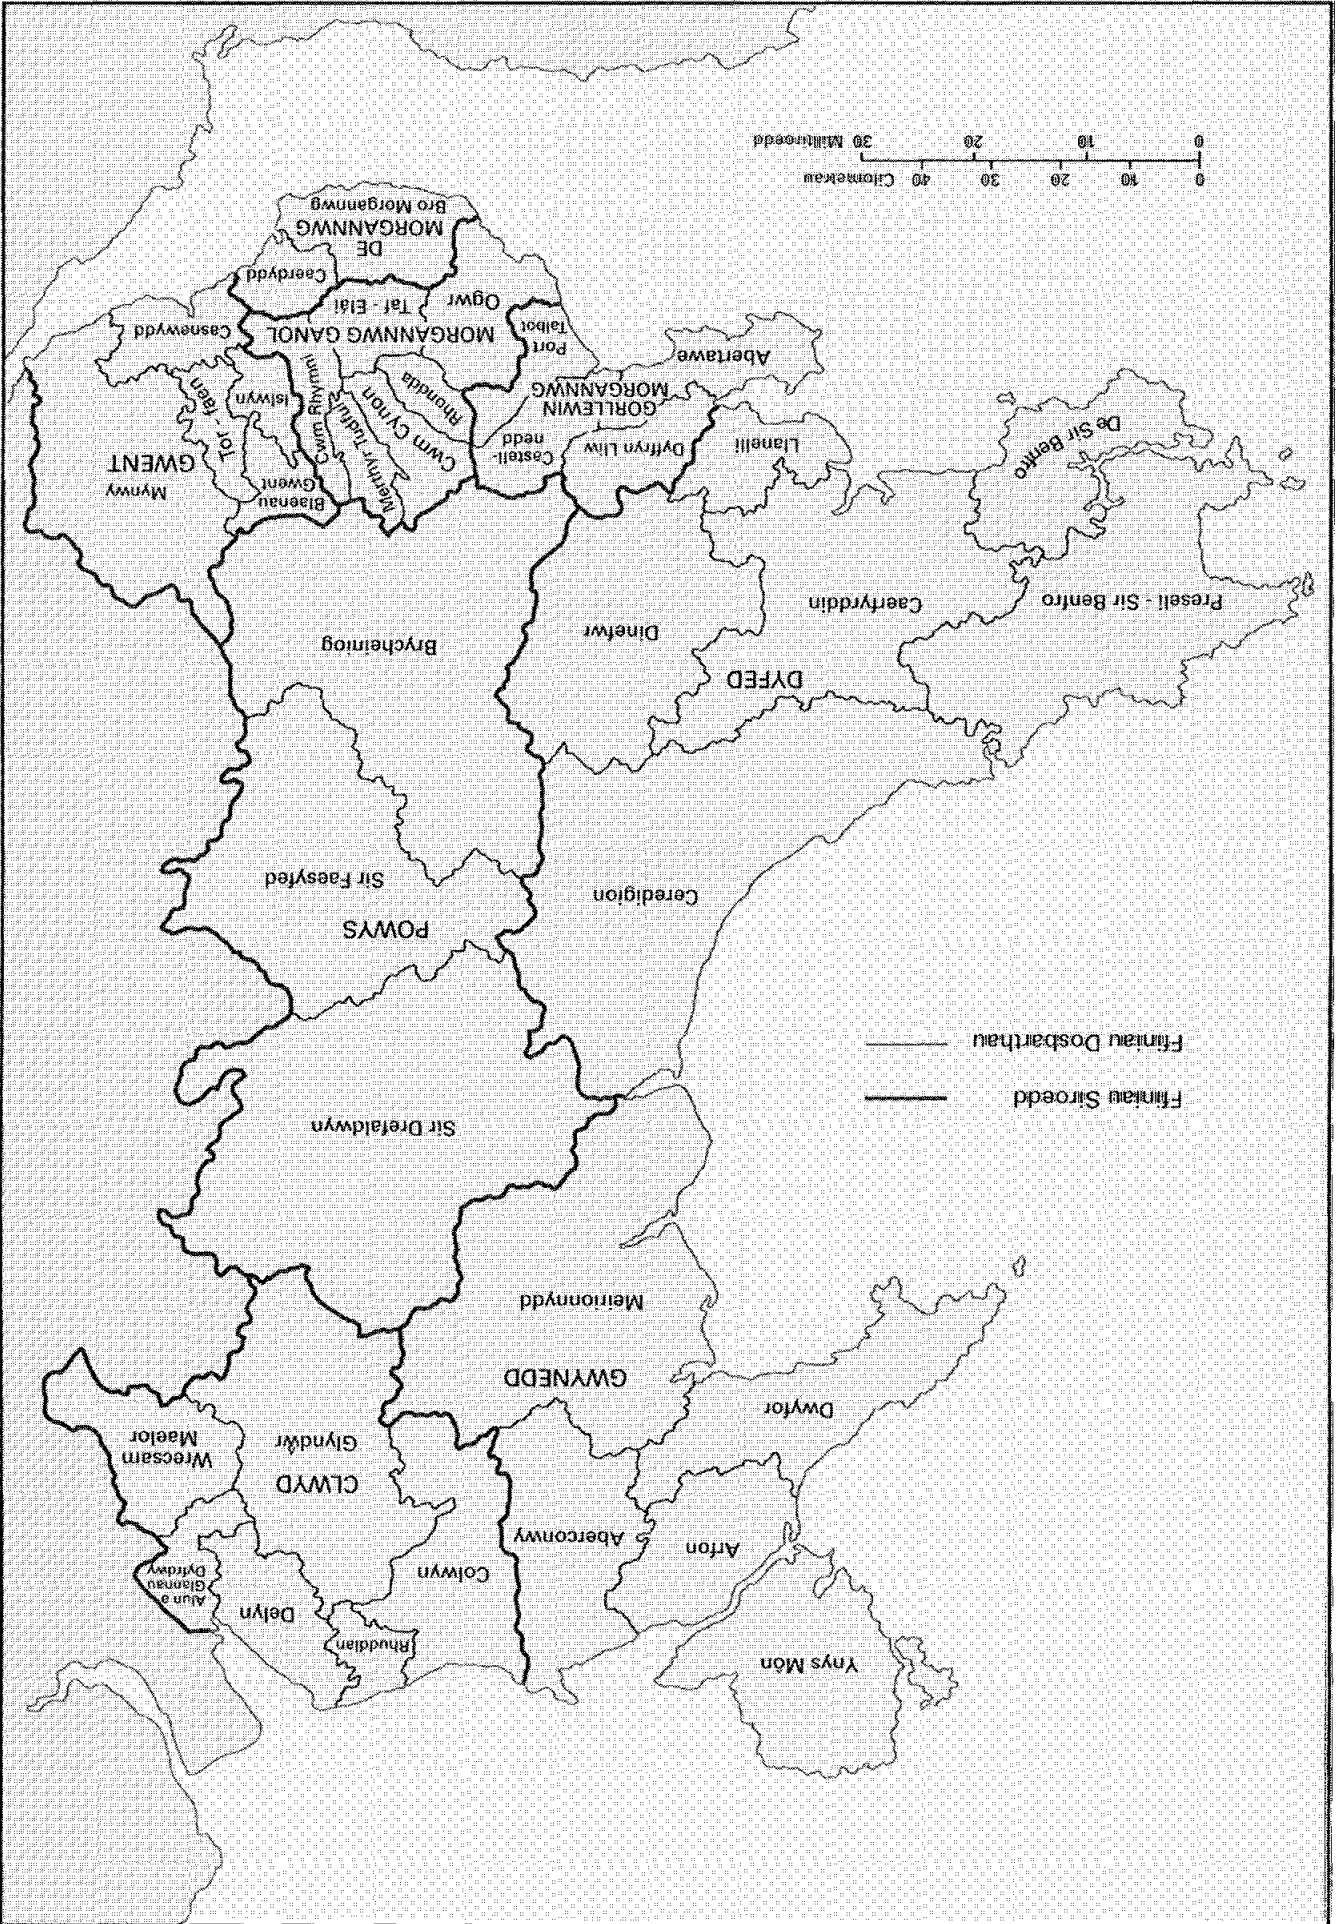 Ynys Môn
Rhuddlan
Delyn
Alun a
Glannau
Dyfrdwy
Colwyn
Arfon
Aberconwy
CLWYD
Wrecsam
Maelor
Glyndŵr
Dwyfor
GWYNEDD
Meirionnydd
Sir Drefaldwyn
Ffiniau Siroedd
Ffiniau Dosbarthau
POWYS
Sir Faesyfed
Ceredigion
DYFED
Brycheiniog
Dinefwr
Caerfyrddin
Preseli - Sir Benfro
De Sir Benfro
Llanelli
Dyffryn Lliw
Castell-
nedd
GORLLEWIN
MORGANNWG
Abertawe
Port
Talbot
Rhondda
Cwm Cynon
Merthyr Tudful
Cwm Rhymni
Blaenau
Gwent
Islwyn
Tor - faen
Mynwy
GWENT
Casnewydd
MORGANNWG GANOL
Ogwr
Taf - Elái
Caerdydd
DE
MORGANNWG
Bro Morgannwg
0 10 20 30 40 Cilometrau
0 10 20 30 Milltiroedd